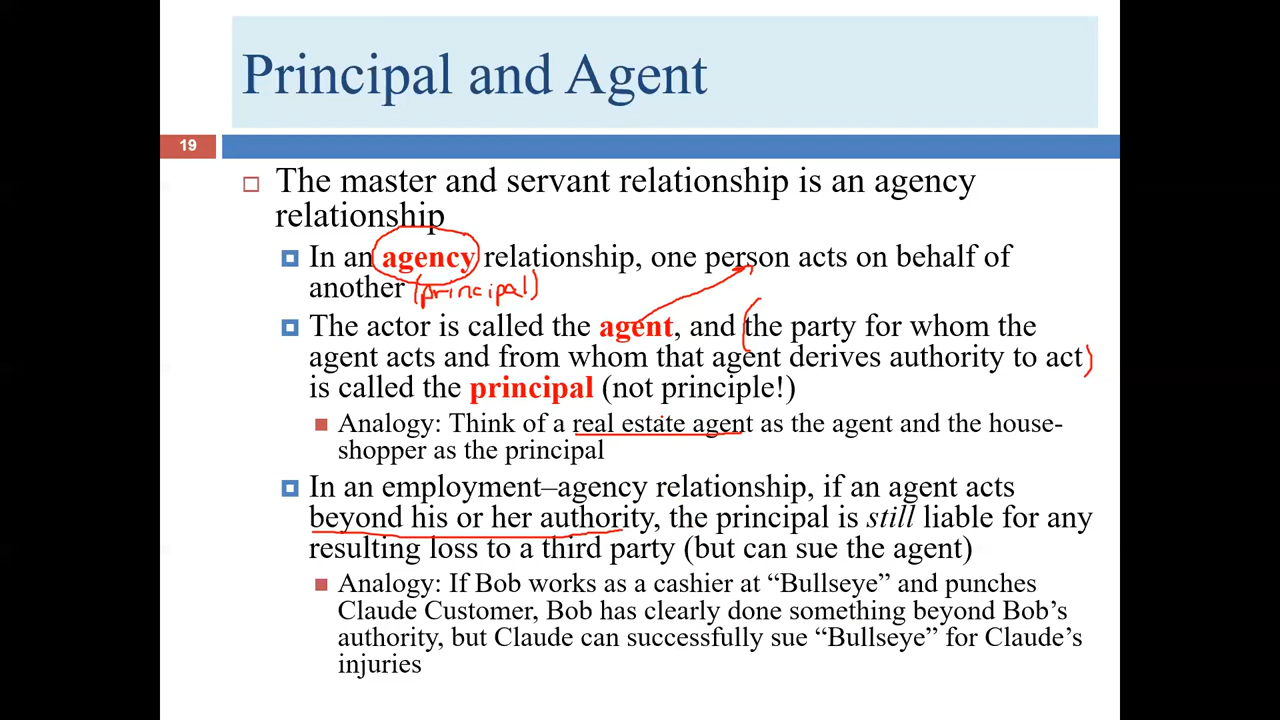 Principal and Agent
19
The master and servant relationship is an agency
relationship
In an agency relationship, one person acts on behalf of
another (principal)
The actor is called the agent, and (the party for whom the
agent acts and from whom that agent derives authority to act)
is called the principal (not principle!)
Analogy: Think of a real estate agent as the agent and the house-
shopper as the principal
In an employment–agency relationship, if an agent acts
beyond his or her authority, the principal is still liable for any
resulting loss to a third party (but can sue the agent)
Analogy: If Bob works as a cashier at “Bullseye” and punches
Claude Customer, Bob has clearly done something beyond Bob’s
authority, but Claude can successfully sue “Bullseye” for Claude’s
injuries